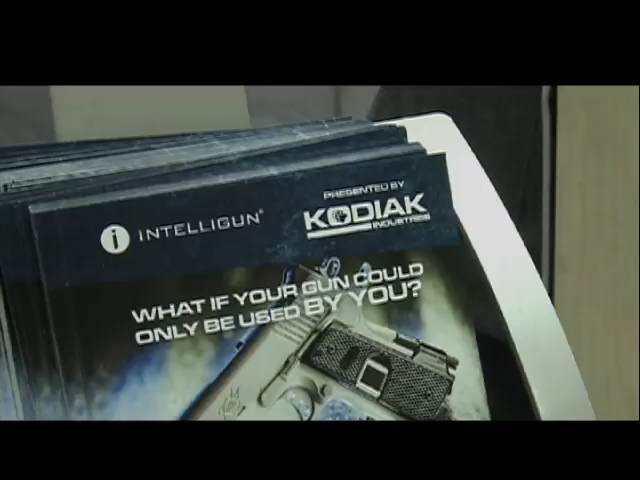 i INTELLIGUN®
PRESENTED BY
KODIAK
INDUSTRIES
WHAT IF YOUR GUN COULD
ONLY BE USED BY YOU?